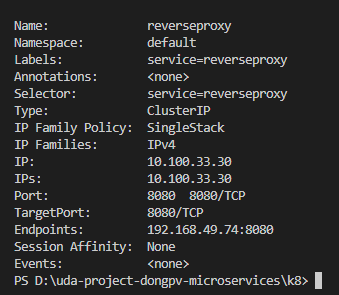 Name: reverseproxy
Namespace: default
Labels: service=reverseproxy
Annotations: <none>
Selector: service=reverseproxy
Type: ClusterIP
IP Family Policy: SingleStack
IP Families: IPv4
IP: 10.100.33.30
IPs: 10.100.33.30
Port: 8080 8080/TCP
TargetPort: 8080/TCP
Endpoints: 192.168.49.74:8080
Session Affinity: None
Events: <none>
PS D:\uda-project-dongpv-microservices\k8>